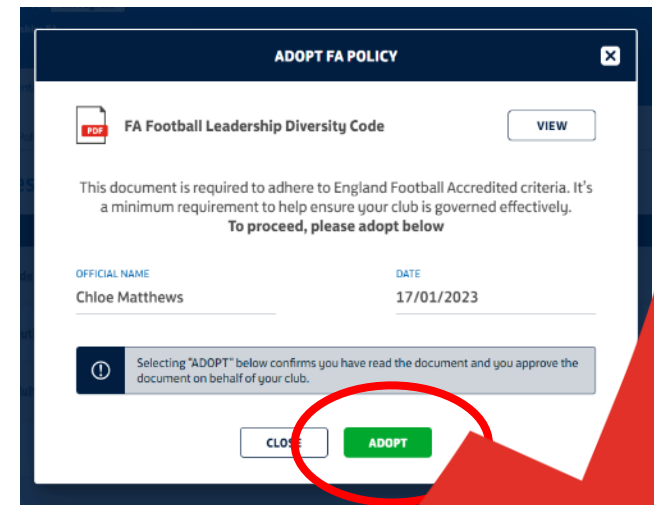 ADOPT FA POLICY
PDF
FA Football Leadership Diversity Code
VIEW
This document is required to adhere to England Football Accredited criteria. It's
a minimum requirement to help ensure your club is governed effectively.
To proceed, please adopt below
OFFICIAL NAME
DATE
Chloe Matthews
17/01/2023
Selecting "ADOPT" below confirms you have read the document and you approve the
document on behalf of your club.
CLOSE
ADOPT